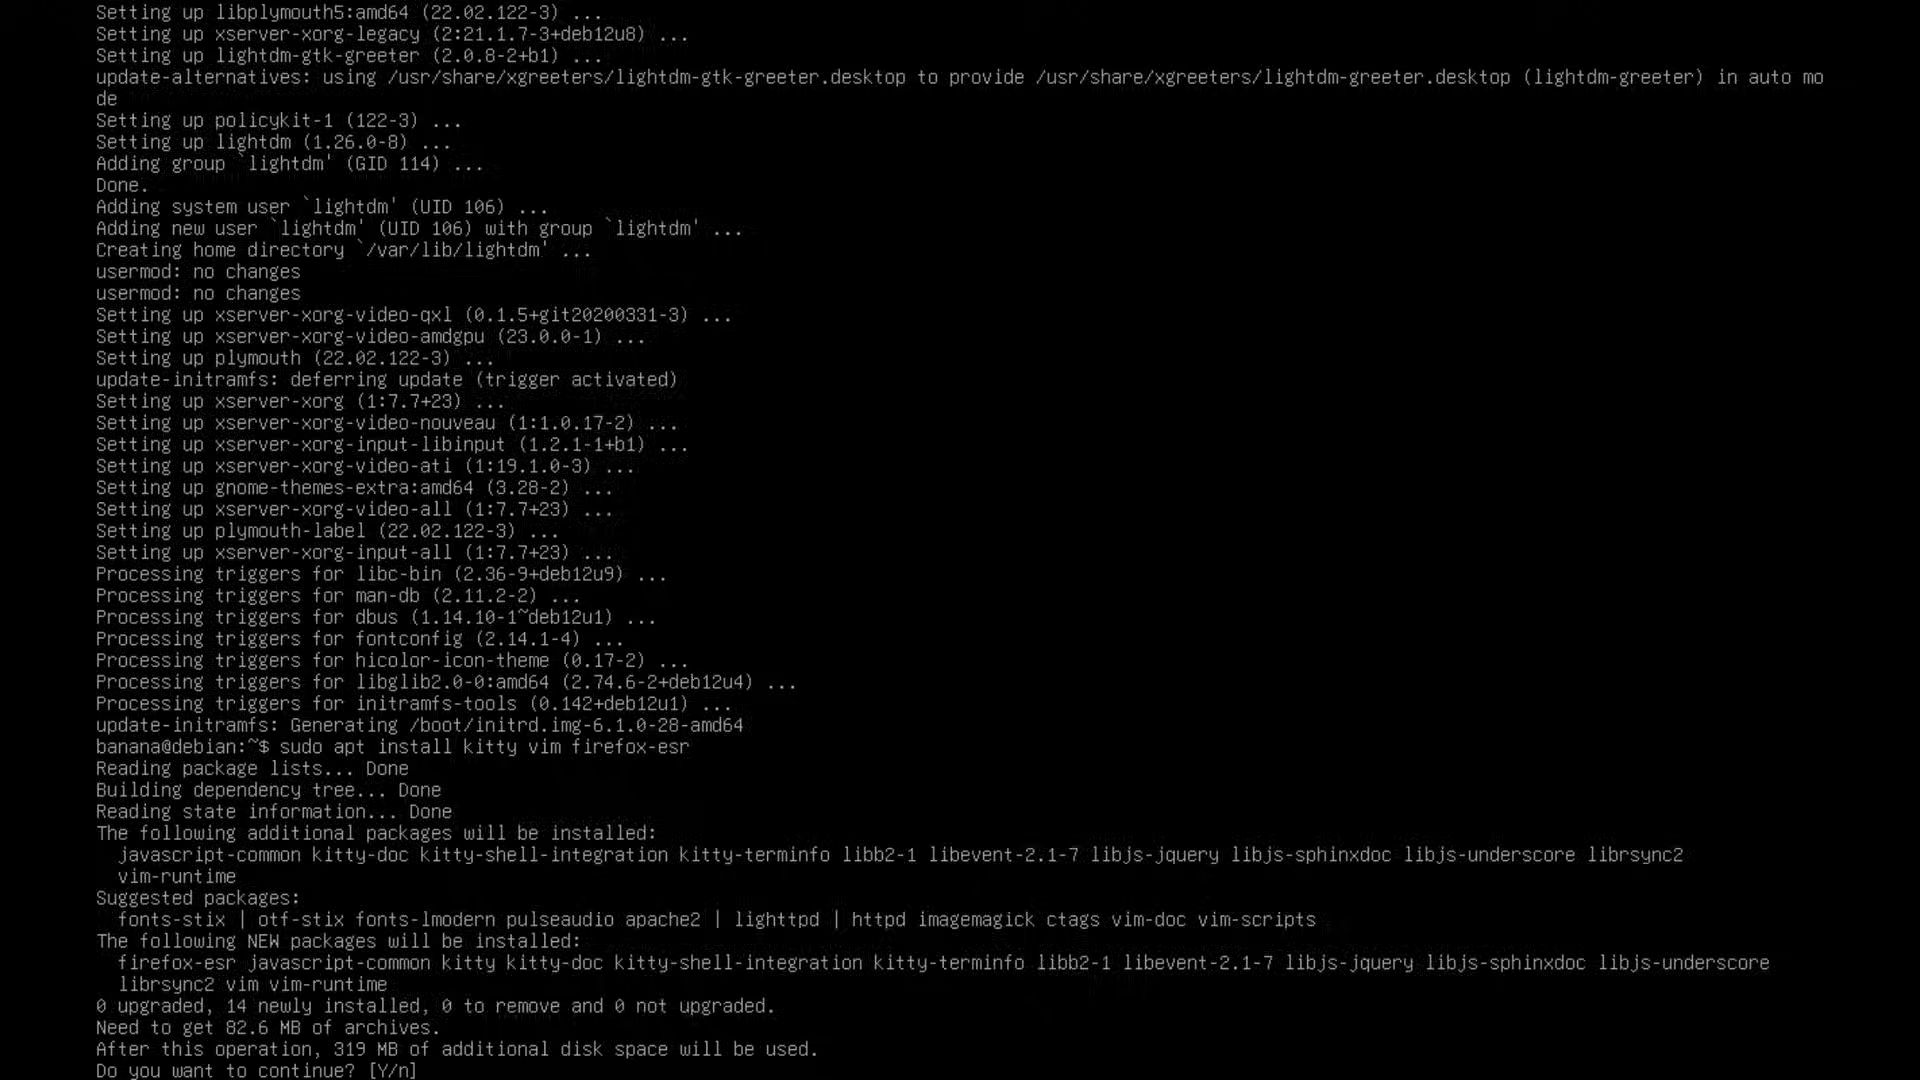 Setting up libplymouth5:amd64 (22.02.122-3) ...
Setting up xserver-xorg-legacy (2:21.1.7-3+deb12u8) ...
Setting up lightdm-gtk-greeter (2.0.8-2+b1) ...
update-alternatives: using /usr/share/xgreeters/lightdm-gtk-greeter.desktop to provide /usr/share/xgreeters/lightdm-greeter.desktop (lightdm-greeter) in auto mo
de
Setting up policykit-1 (122-3) ...
Setting up lightdm (1.26.0-8) ...
Adding group `lightdm' (GID 114) ...
Done.
Adding system user `lightdm' (UID 106) ...
Adding new user `lightdm' (UID 106) with group `lightdm' ...
Creating home directory `/var/lib/lightdm' ...
usermod: no changes
usermod: no changes
Setting up xserver-xorg-video-qxl (0.1.5+git20200331-3) ...
Setting up xserver-xorg-video-amdgpu (23.0.0-1) ...
Setting up plymouth (22.02.122-3) ...
update-initramfs: deferring update (trigger activated)
Setting up xserver-xorg (1:7.7+23) ...
Setting up xserver-xorg-video-nouveau (1:1.0.17-2) ...
Setting up xserver-xorg-input-libinput (1.2.1-1+b1) ...
Setting up xserver-xorg-video-ati (1:19.1.0-3) ...
Setting up gnome-themes-extra:amd64 (3.28-2) ...
Setting up xserver-xorg-video-all (1:7.7+23) ...
Setting up plymouth-label (22.02.122-3) ...
Setting up xserver-xorg-input-all (1:7.7+23) ...
Processing triggers for libc-bin (2.36-9+deb12u9) ...
Processing triggers for man-db (2.11.2-2) ...
Processing triggers for dbus (1.14.10-1~deb12u1) ...
Processing triggers for fontconfig (2.14.1-4) ...
Processing triggers for hicolor-icon-theme (0.17-2) ...
Processing triggers for libglib2.0-0:amd64 (2.74.6-2+deb12u4) ...
Processing triggers for initramfs-tools (0.142+deb12u1) ...
update-initramfs: Generating /boot/initrd.img-6.1.0-28-amd64
banana@debian:~$ sudo apt install kitty vim firefox-esr
Reading package lists... Done
Building dependency tree... Done
Reading state information... Done
The following additional packages will be installed:
  javascript-common kitty-doc kitty-shell-integration kitty-terminfo libb2-1 libevent-2.1-7 libjs-jquery libjs-sphinxdoc libjs-underscore librsync2
  vim-runtime
Suggested packages:
  fonts-stix | otf-stix fonts-lmodern pulseaudio apache2 | lighttpd | httpd imagemagick ctags vim-doc vim-scripts
The following NEW packages will be installed:
  firefox-esr javascript-common kitty kitty-doc kitty-shell-integration kitty-terminfo libb2-1 libevent-2.1-7 libjs-jquery libjs-sphinxdoc libjs-underscore
  librsync2 vim vim-runtime
0 upgraded, 14 newly installed, 0 to remove and 0 not upgraded.
Need to get 82.6 MB of archives.
After this operation, 319 MB of additional disk space will be used.
Do you want to continue? [Y/n]